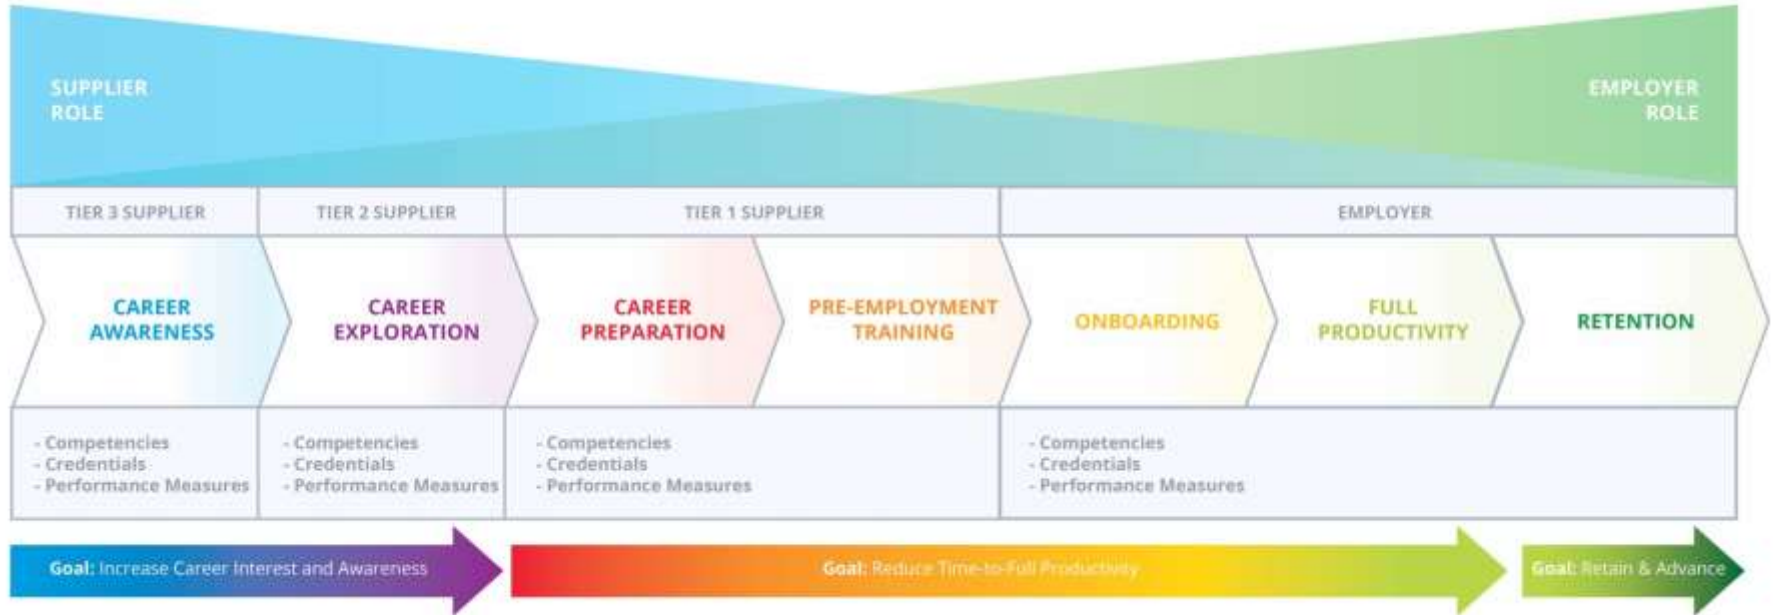 SUPPLIER
ROLE
EMPLOYER
ROLE
TIER 3 SUPPLIER
TIER 2 SUPPLIER
TIER 1 SUPPLIER
EMPLOYER
CAREER
AWARENESS
CAREER
EXPLORATION
CAREER
PREPARATION
PRE-EMPLOYMENT
TRAINING
ONBOARDING
FULL
PRODUCTIVITY
RETENTION
- Competencies
- Credentials
- Performance Measures
- Competencies
- Credentials
- Performance Measures
- Competencies
- Credentials
- Performance Measures
- Competencies
- Credentials
- Performance Measures
Goal: Increase Career Interest and Awareness
Goal: Reduce Time-to-Full Productivity
Goal: Retain & Advance